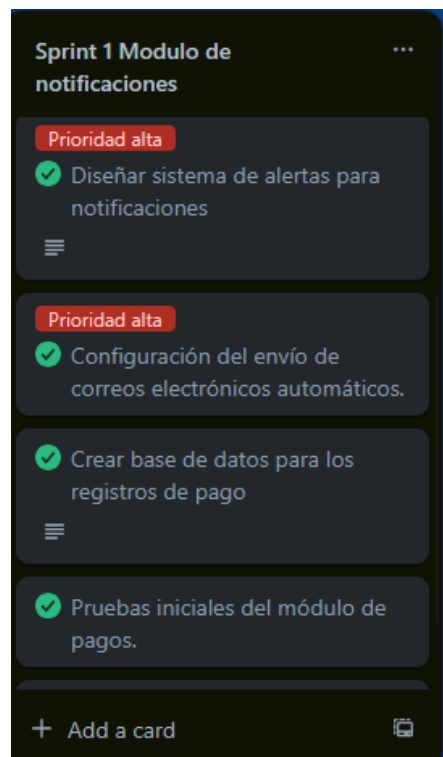 Sprint 1 Modulo de
notificaciones
Prioridad alta
Diseñar sistema de alertas para
notificaciones
Prioridad alta
Configuración del envío de
correos electrónicos automáticos.
Crear base de datos para los
registros de pago
Pruebas iniciales del módulo de
pagos.
Add a card